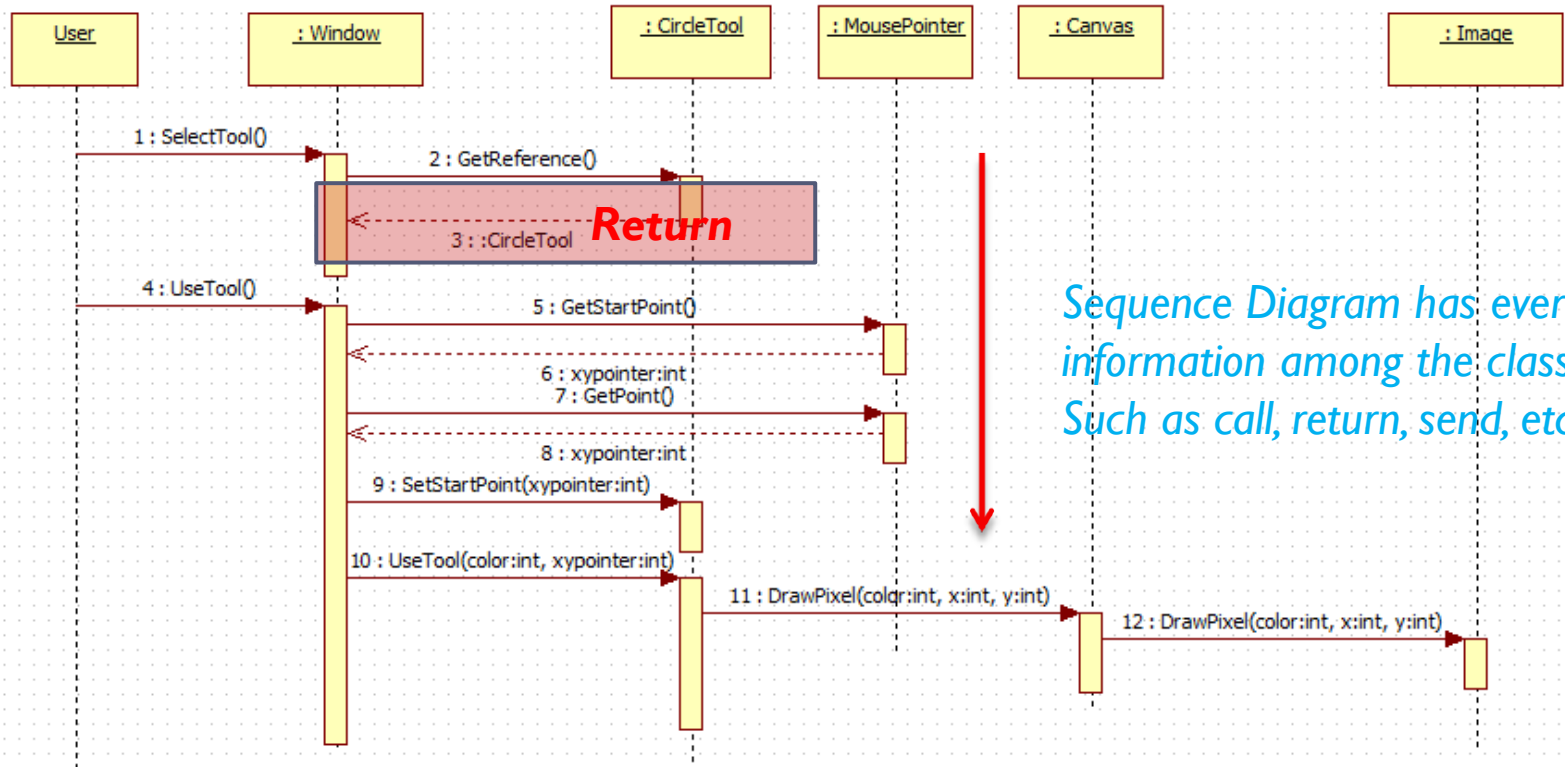 User
: Window
: CircleTool
: MousePointer
: Canvas
: Image
1 : SelectTool()
2 : GetReference()
Return
3 : :CircleTool
4 : UseTool()
5 : GetStartPoint()
Sequence Diagram has ever
information among the class
Such as call, return, send, etc
6 : xypointer:int
7 : GetPoint()
8 : xypointer:int
9 : SetStartPoint(xypointer:int)
10 : UseTool(color:int, xypointer:int)
11 : DrawPixel(color:int, x:int, y:int)
12 : DrawPixel(color:int, x:int, y:int)